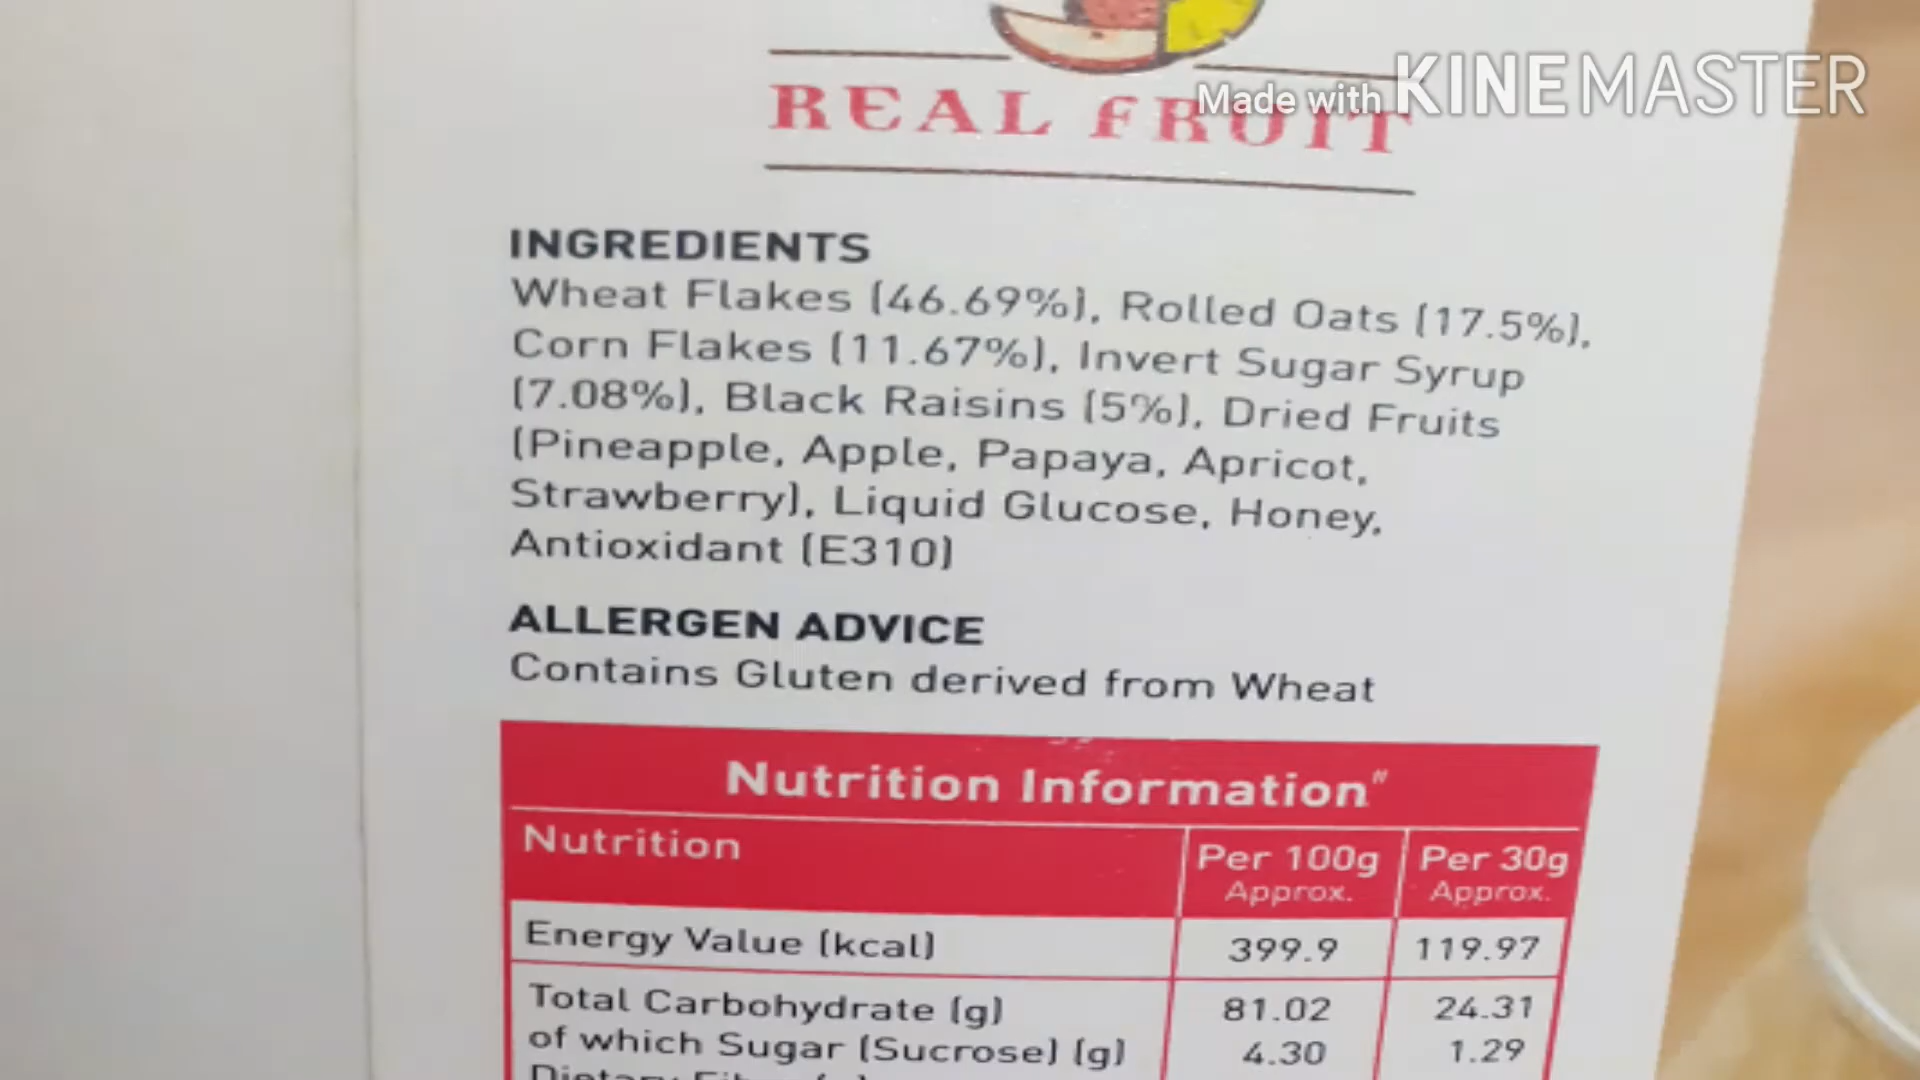 Made with KINEMASTER
REAL FRUIT
INGREDIENTS
Wheat Flakes (46.69%), Rolled Oats (17.5%),
Corn Flakes (11.67%), Invert Sugar Syrup
(7.08%), Black Raisins (5%), Dried Fruits
(Pineapple, Apple, Papaya, Apricot,
Strawberry), Liquid Glucose, Honey,
Antioxidant (E310)
ALLERGEN ADVICE
Contains Gluten derived from Wheat
Nutrition Information
Nutrition Per 100g Per 30g
Approx. Approx.
Energy Value (kcal) 399.9 119.97
Total Carbohydrate (g) 81.02 24.31
of which Sugar (Sucrose) (g) 4.30 1.29